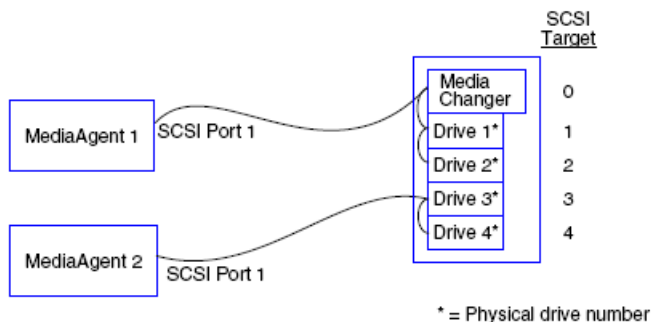 SCSI
Target
Media
Changer
0
MediaAgent 1
SCSI Port 1
Drive 1*
1
Drive 2*
2
Drive 3*
3
Drive 4*
4
MediaAgent 2
SCSI Port 1
* = Physical drive number